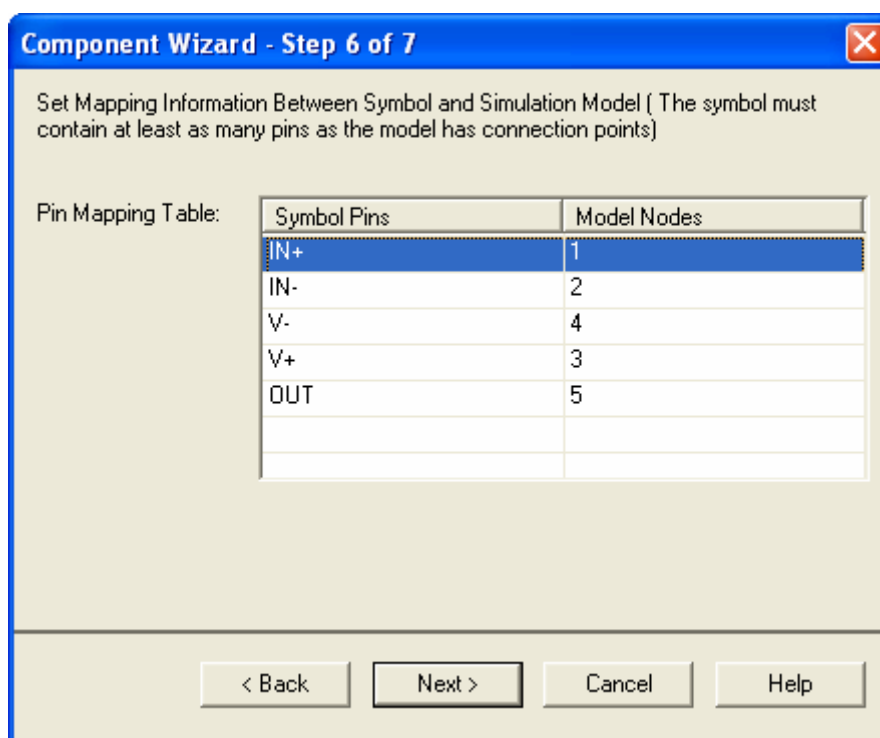 Component Wizard - Step 6 of 7
Set Mapping Information Between Symbol and Simulation Model ( The symbol must
contain at least as many pins as the model has connection points)
Pin Mapping Table:
Symbol Pins Model Nodes
IN+ 1
IN- 2
V- 4
V+ 3
OUT 5
< Back Next > Cancel Help